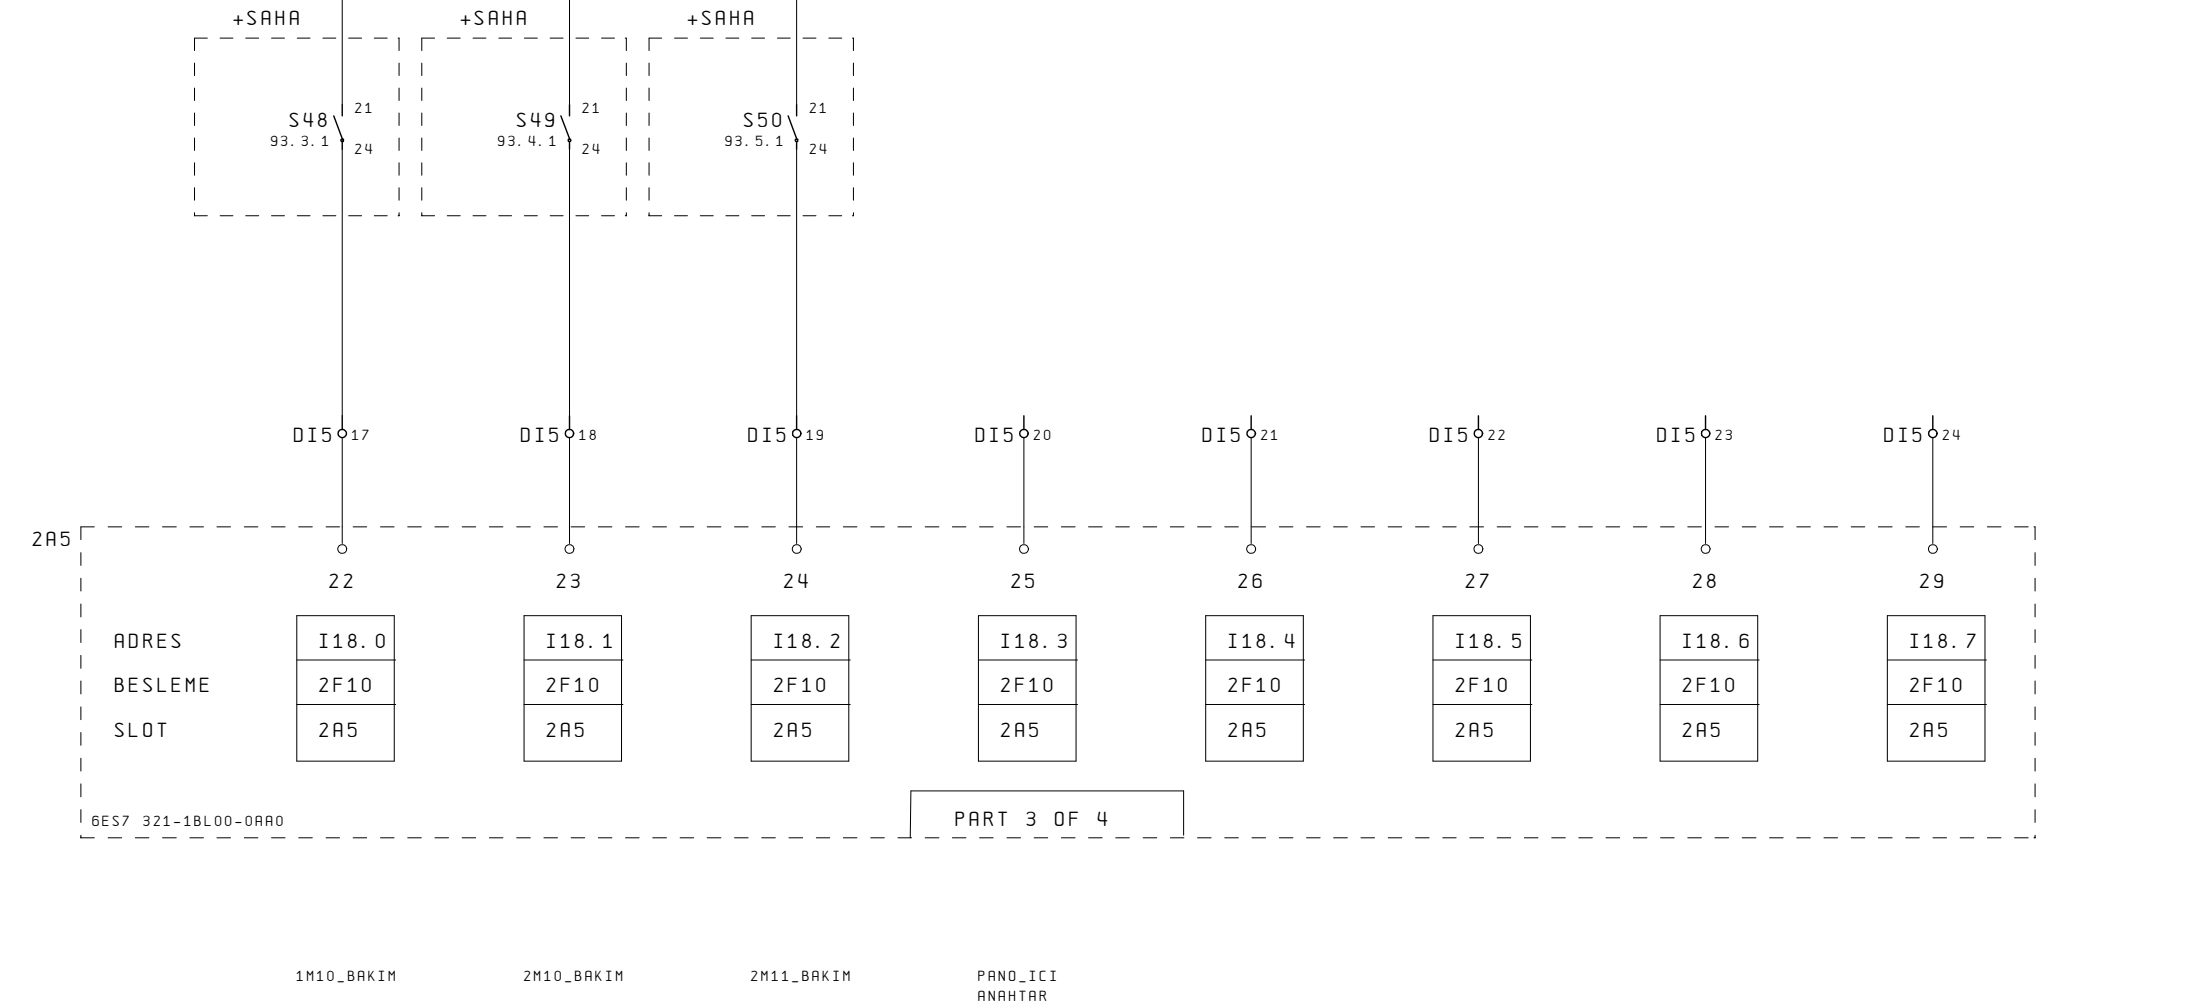 +SAHA +SAHA +SAHA
21 21 21
S48 S49 S50
93.3.1 93.4.1 93.5.1
24 24 24
DI5 17 DI5 18 DI5 19 DI5 20 DI5 21 DI5 22 DI5 23 DI5 24
2A5
22 23 24 25 26 27 28 29
ADRES I18.0 I18.1 I18.2 I18.3 I18.4 I18.5 I18.6 I18.7
BESLEME 2F10 2F10 2F10 2F10 2F10 2F10 2F10 2F10
SLOT 2A5 2A5 2A5 2A5 2A5 2A5 2A5 2A5
6ES7 321-1BL00-0AA0 PART 3 OF 4
1M10_BAKIM 2M10_BAKIM 2M11_BAKIM PANO_ICI
ANAHTAR